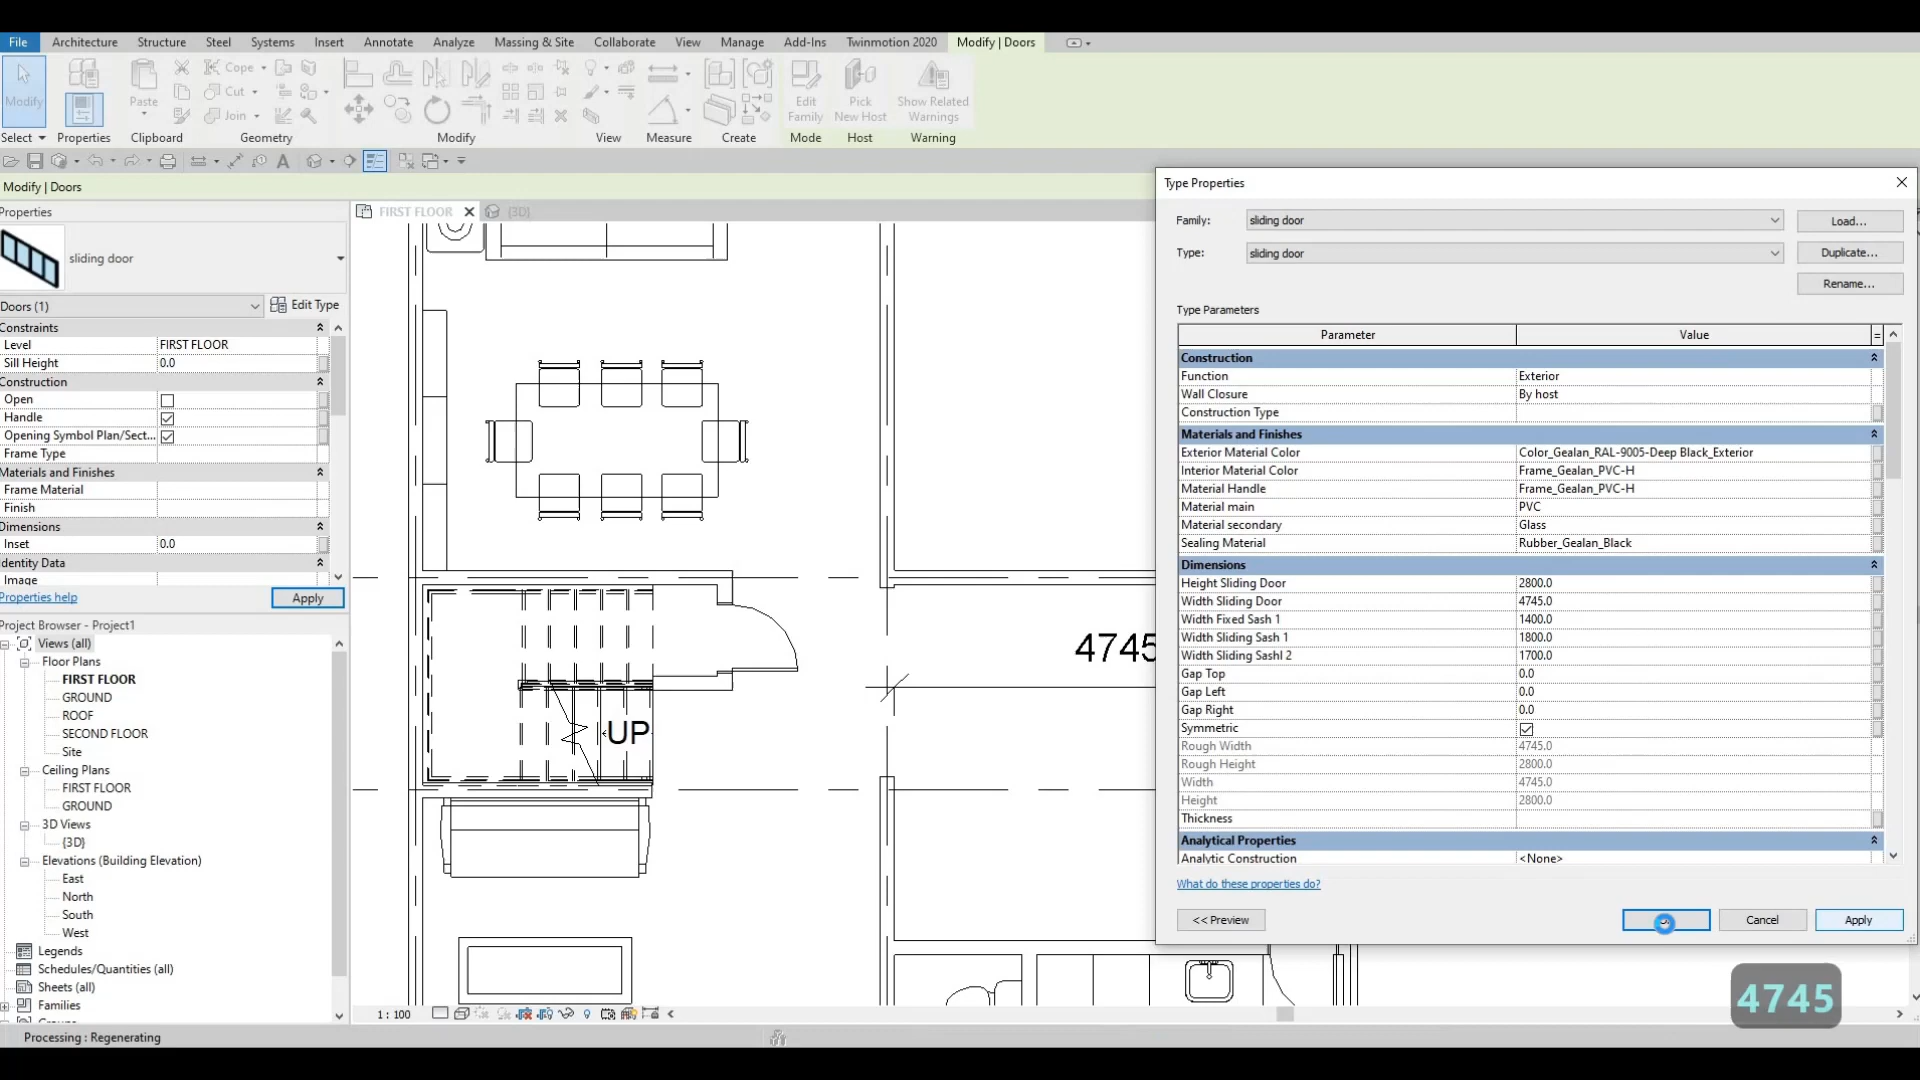 File Architecture Structure Steel Systems Insert Annotate Analyze Massing & Site Collaborate View Manage Add-Ins Twinmotion 2020 Modify | Doors
Modify
Paste
Cope
Cut
Join
Edit Family
Pick New Host
Show Related Warnings
Select Properties Clipboard Geometry Modify View Measure Create Mode Host Warning
Modify | Doors
Properties
FIRST FLOOR {3D}
sliding door
Doors (1) Edit Type
Constraints
Level FIRST FLOOR
Sill Height 0.0
Construction
Open
Handle
Opening Symbol Plan/Sect...
Frame Type
Materials and Finishes
Frame Material
Finish
Dimensions
Inset 0.0
Identity Data
Image
Properties help Apply
Project Browser - Project1
Views (all)
Floor Plans
FIRST FLOOR
GROUND
ROOF
SECOND FLOOR
Site
Ceiling Plans
FIRST FLOOR
GROUND
3D Views
{3D}
Elevations (Building Elevation)
East
North
South
West
Legends
Schedules/Quantities (all)
Sheets (all)
Families
UP
4745
1 : 100
Processing : Regenerating
Type Properties
Family: sliding door Load...
Type: sliding door Duplicate...
Rename...
Type Parameters
Parameter Value =
Construction
Function Exterior
Wall Closure By host
Construction Type
Materials and Finishes
Exterior Material Color Color_Gealan_RAL-9005-Deep Black_Exterior
Interior Material Color Frame_Gealan_PVC-H
Material Handle Frame_Gealan_PVC-H
Material main PVC
Material secondary Glass
Sealing Material Rubber_Gealan_Black
Dimensions
Height Sliding Door 2800.0
Width Sliding Door 4745.0
Width Fixed Sash 1 1400.0
Width Sliding Sash 1 1800.0
Width Sliding Sashl 2 1700.0
Gap Top 0.0
Gap Left 0.0
Gap Right 0.0
Symmetric
Rough Width 4745.0
Rough Height 2800.0
Width 4745.0
Height 2800.0
Thickness
Analytical Properties
Analytic Construction <None>
What do these properties do?
<< Preview Cancel Apply
4745